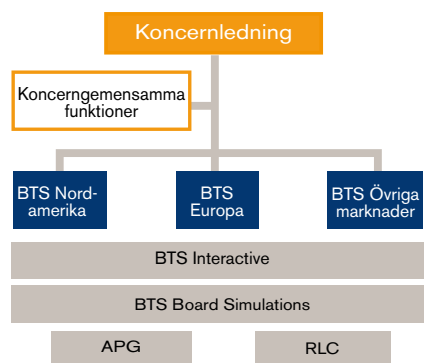 Koncernledning
Koncerngemensamma
funktioner
BTS Nord-
amerika
BTS
Europa
BTS Övriga
marknader
BTS Interactive
BTS Board Simulations
APG
RLC